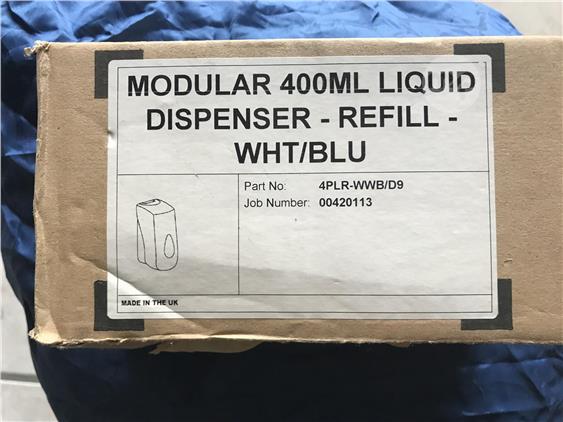 MODULAR 400ML LIQUID
DISPENSER - REFILL -
WHT/BLU
Part No: 4PLR-WWB/D9
Job Number: 00420113
MADE IN THE UK